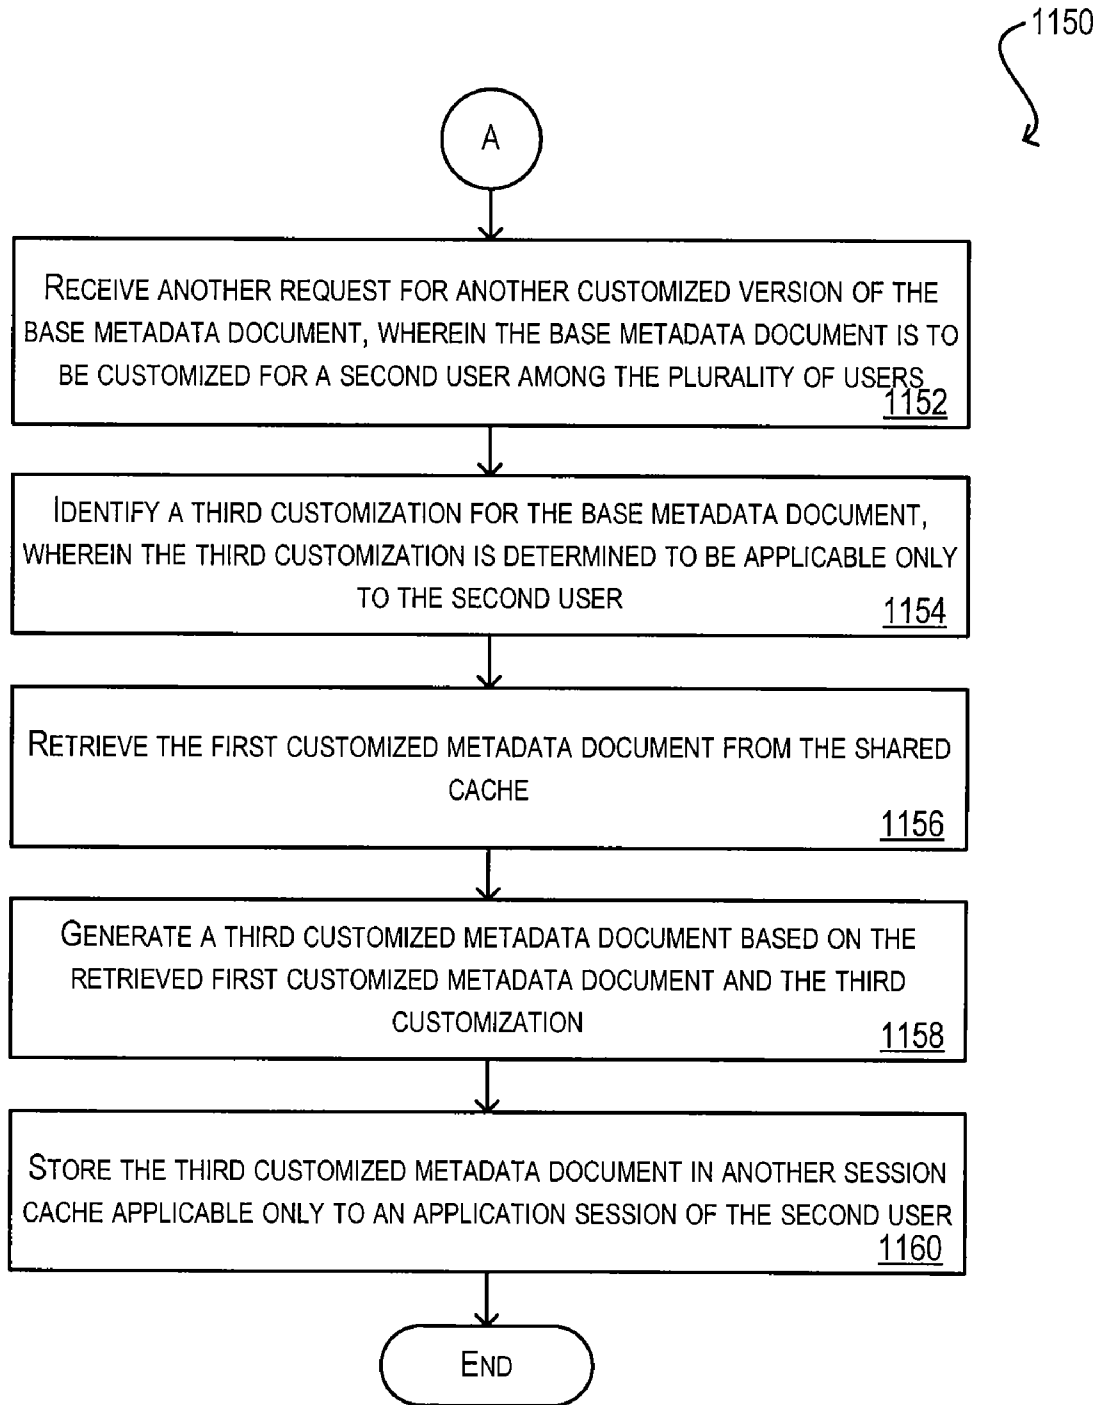 1150
A
RECEIVE ANOTHER REQUEST FOR ANOTHER CUSTOMIZED VERSION OF THE
BASE METADATA DOCUMENT, WHEREIN THE BASE METADATA DOCUMENT IS TO
BE CUSTOMIZED FOR A SECOND USER AMONG THE PLURALITY OF USERS
1152
IDENTIFY A THIRD CUSTOMIZATION FOR THE BASE METADATA DOCUMENT,
WHEREIN THE THIRD CUSTOMIZATION IS DETERMINED TO BE APPLICABLE ONLY
TO THE SECOND USER
1154
RETRIEVE THE FIRST CUSTOMIZED METADATA DOCUMENT FROM THE SHARED
CACHE
1156
GENERATE A THIRD CUSTOMIZED METADATA DOCUMENT BASED ON THE
RETRIEVED FIRST CUSTOMIZED METADATA DOCUMENT AND THE THIRD
CUSTOMIZATION
1158
STORE THE THIRD CUSTOMIZED METADATA DOCUMENT IN ANOTHER SESSION
CACHE APPLICABLE ONLY TO AN APPLICATION SESSION OF THE SECOND USER
1160
END